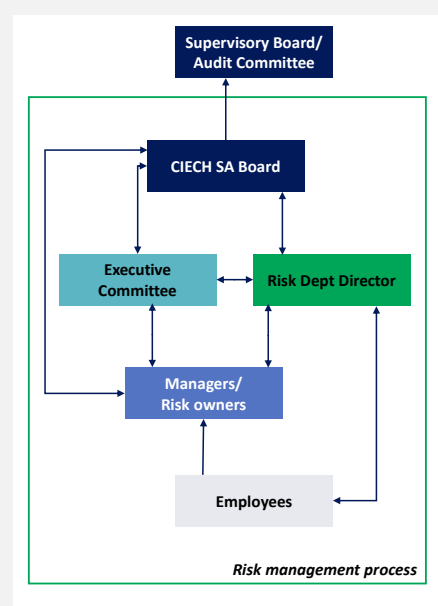 Supervisory Board/
Audit Committee
CIECH SA Board
Executive
Committee
Risk Dept Director
Managers/
Risk owners
Employees
Risk management process